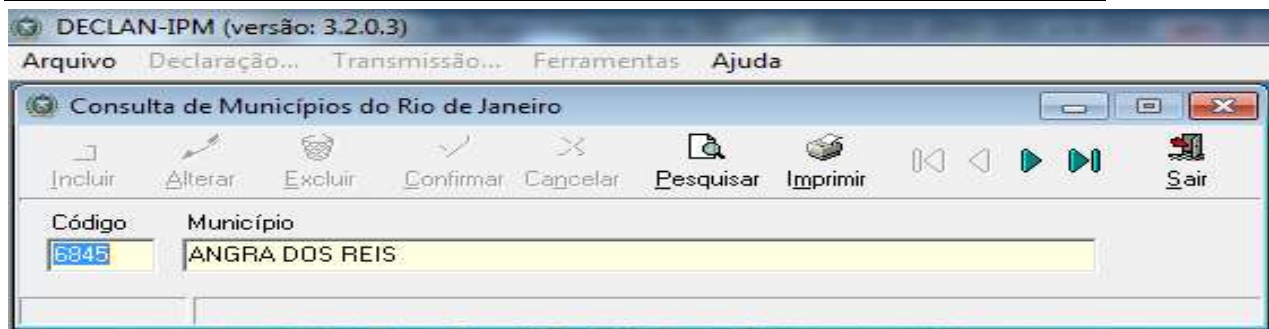 DECLAN-IPM (versão: 3.2.0.3)
Arquivo Declaração... Transmissão... Ferramentas Ajuda
Consulta de Municípios do Rio de Janeiro
Incluir Alterar Excluir Confirmar Cancelar Pesquisar Imprimir Sair
Código Município
6845 ANGRA DOS REIS